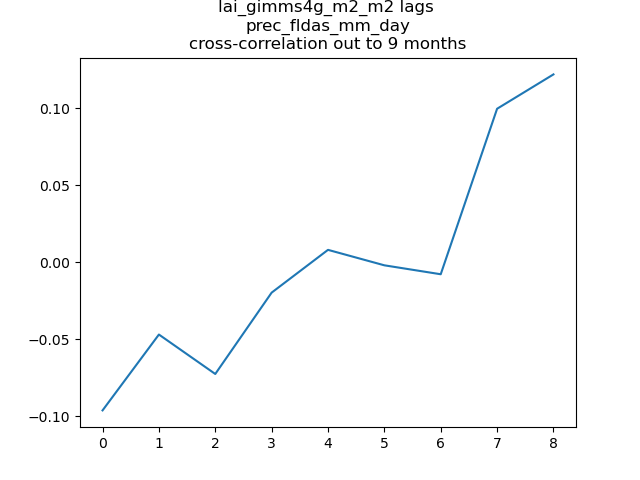 lai_gimms4g_m2_m2 lags
prec_fldas_mm_day
cross-correlation out to 9 months
0.10
0.05
0.00
−0.05
−0.10
0 1 2 3 4 5 6 7 8